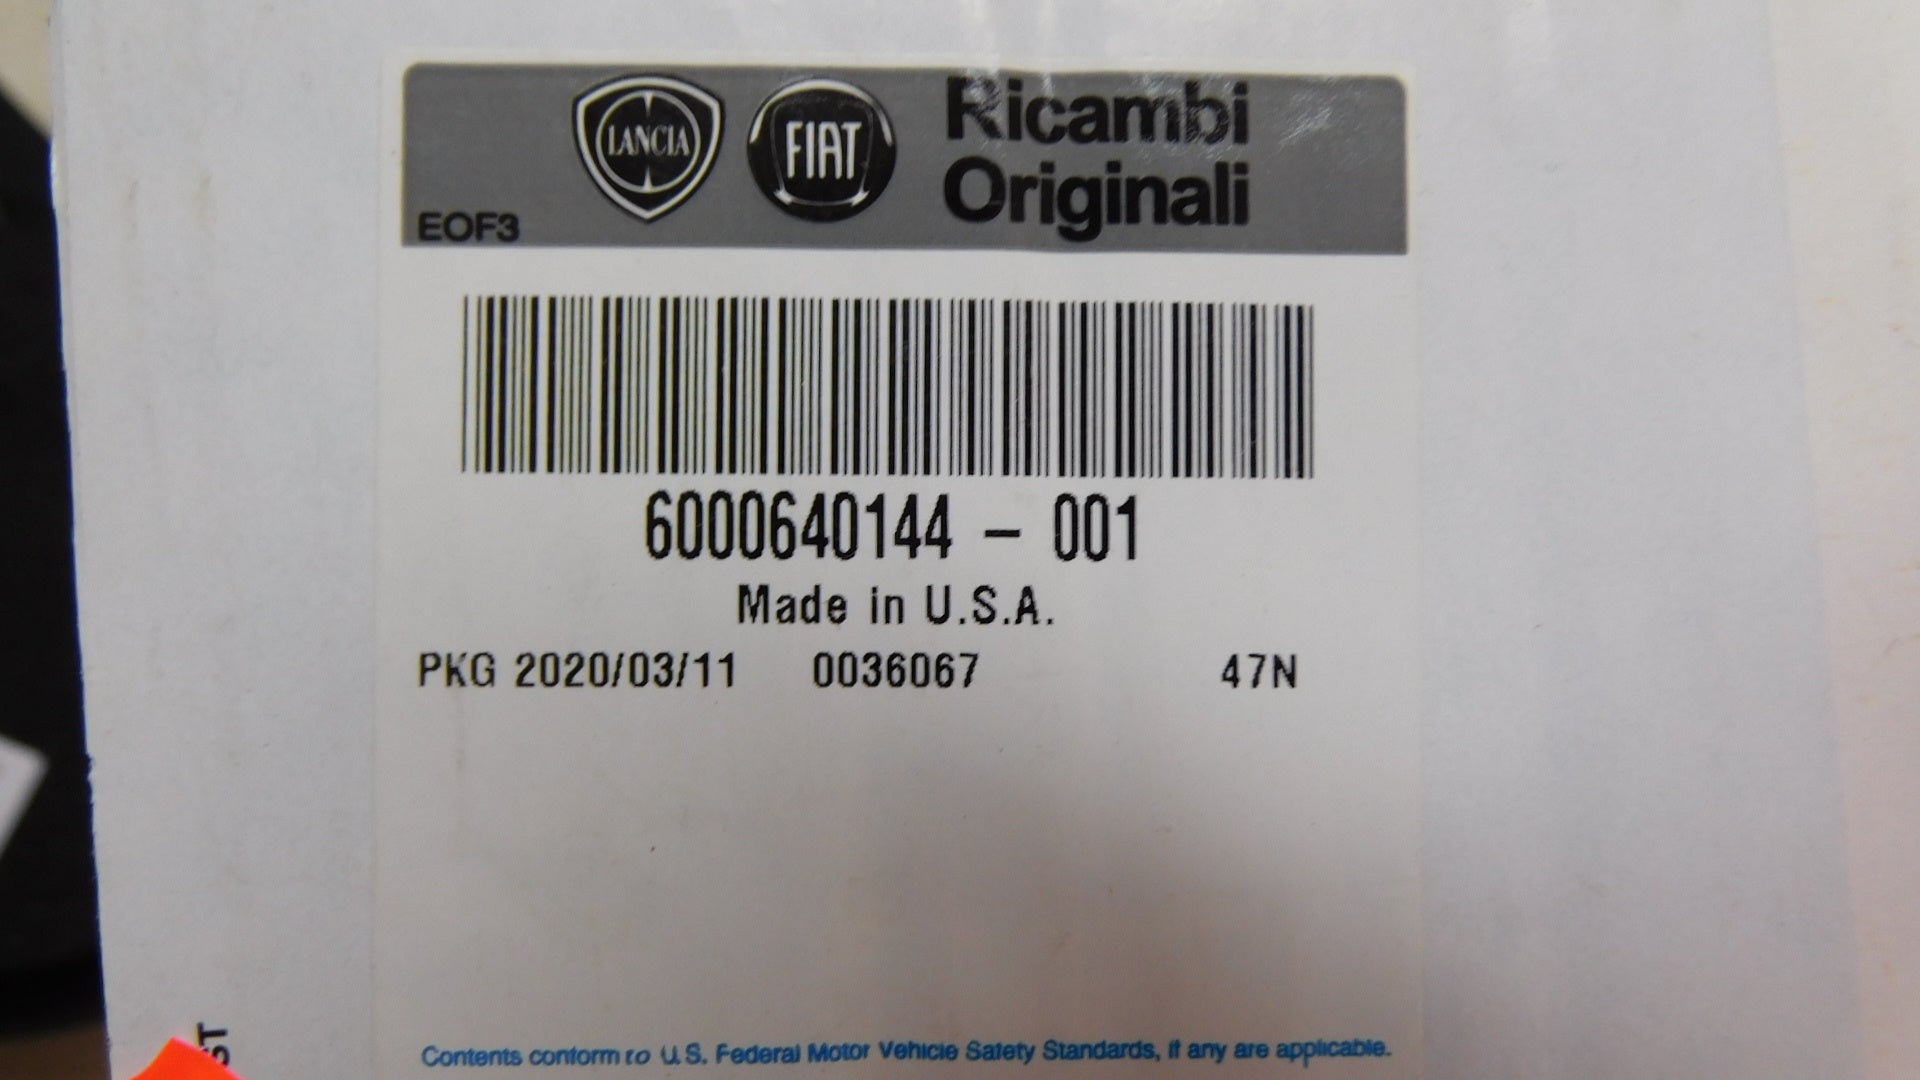 LANCIA
FIAT
Ricambi
Originali
EOF3
6000640144 - 001
Made in U.S.A.
PKG 2020/03/11 0036067 47N
Contents conform to U.S. Federal Motor Vehicle Safety Standards, if any are applicable.